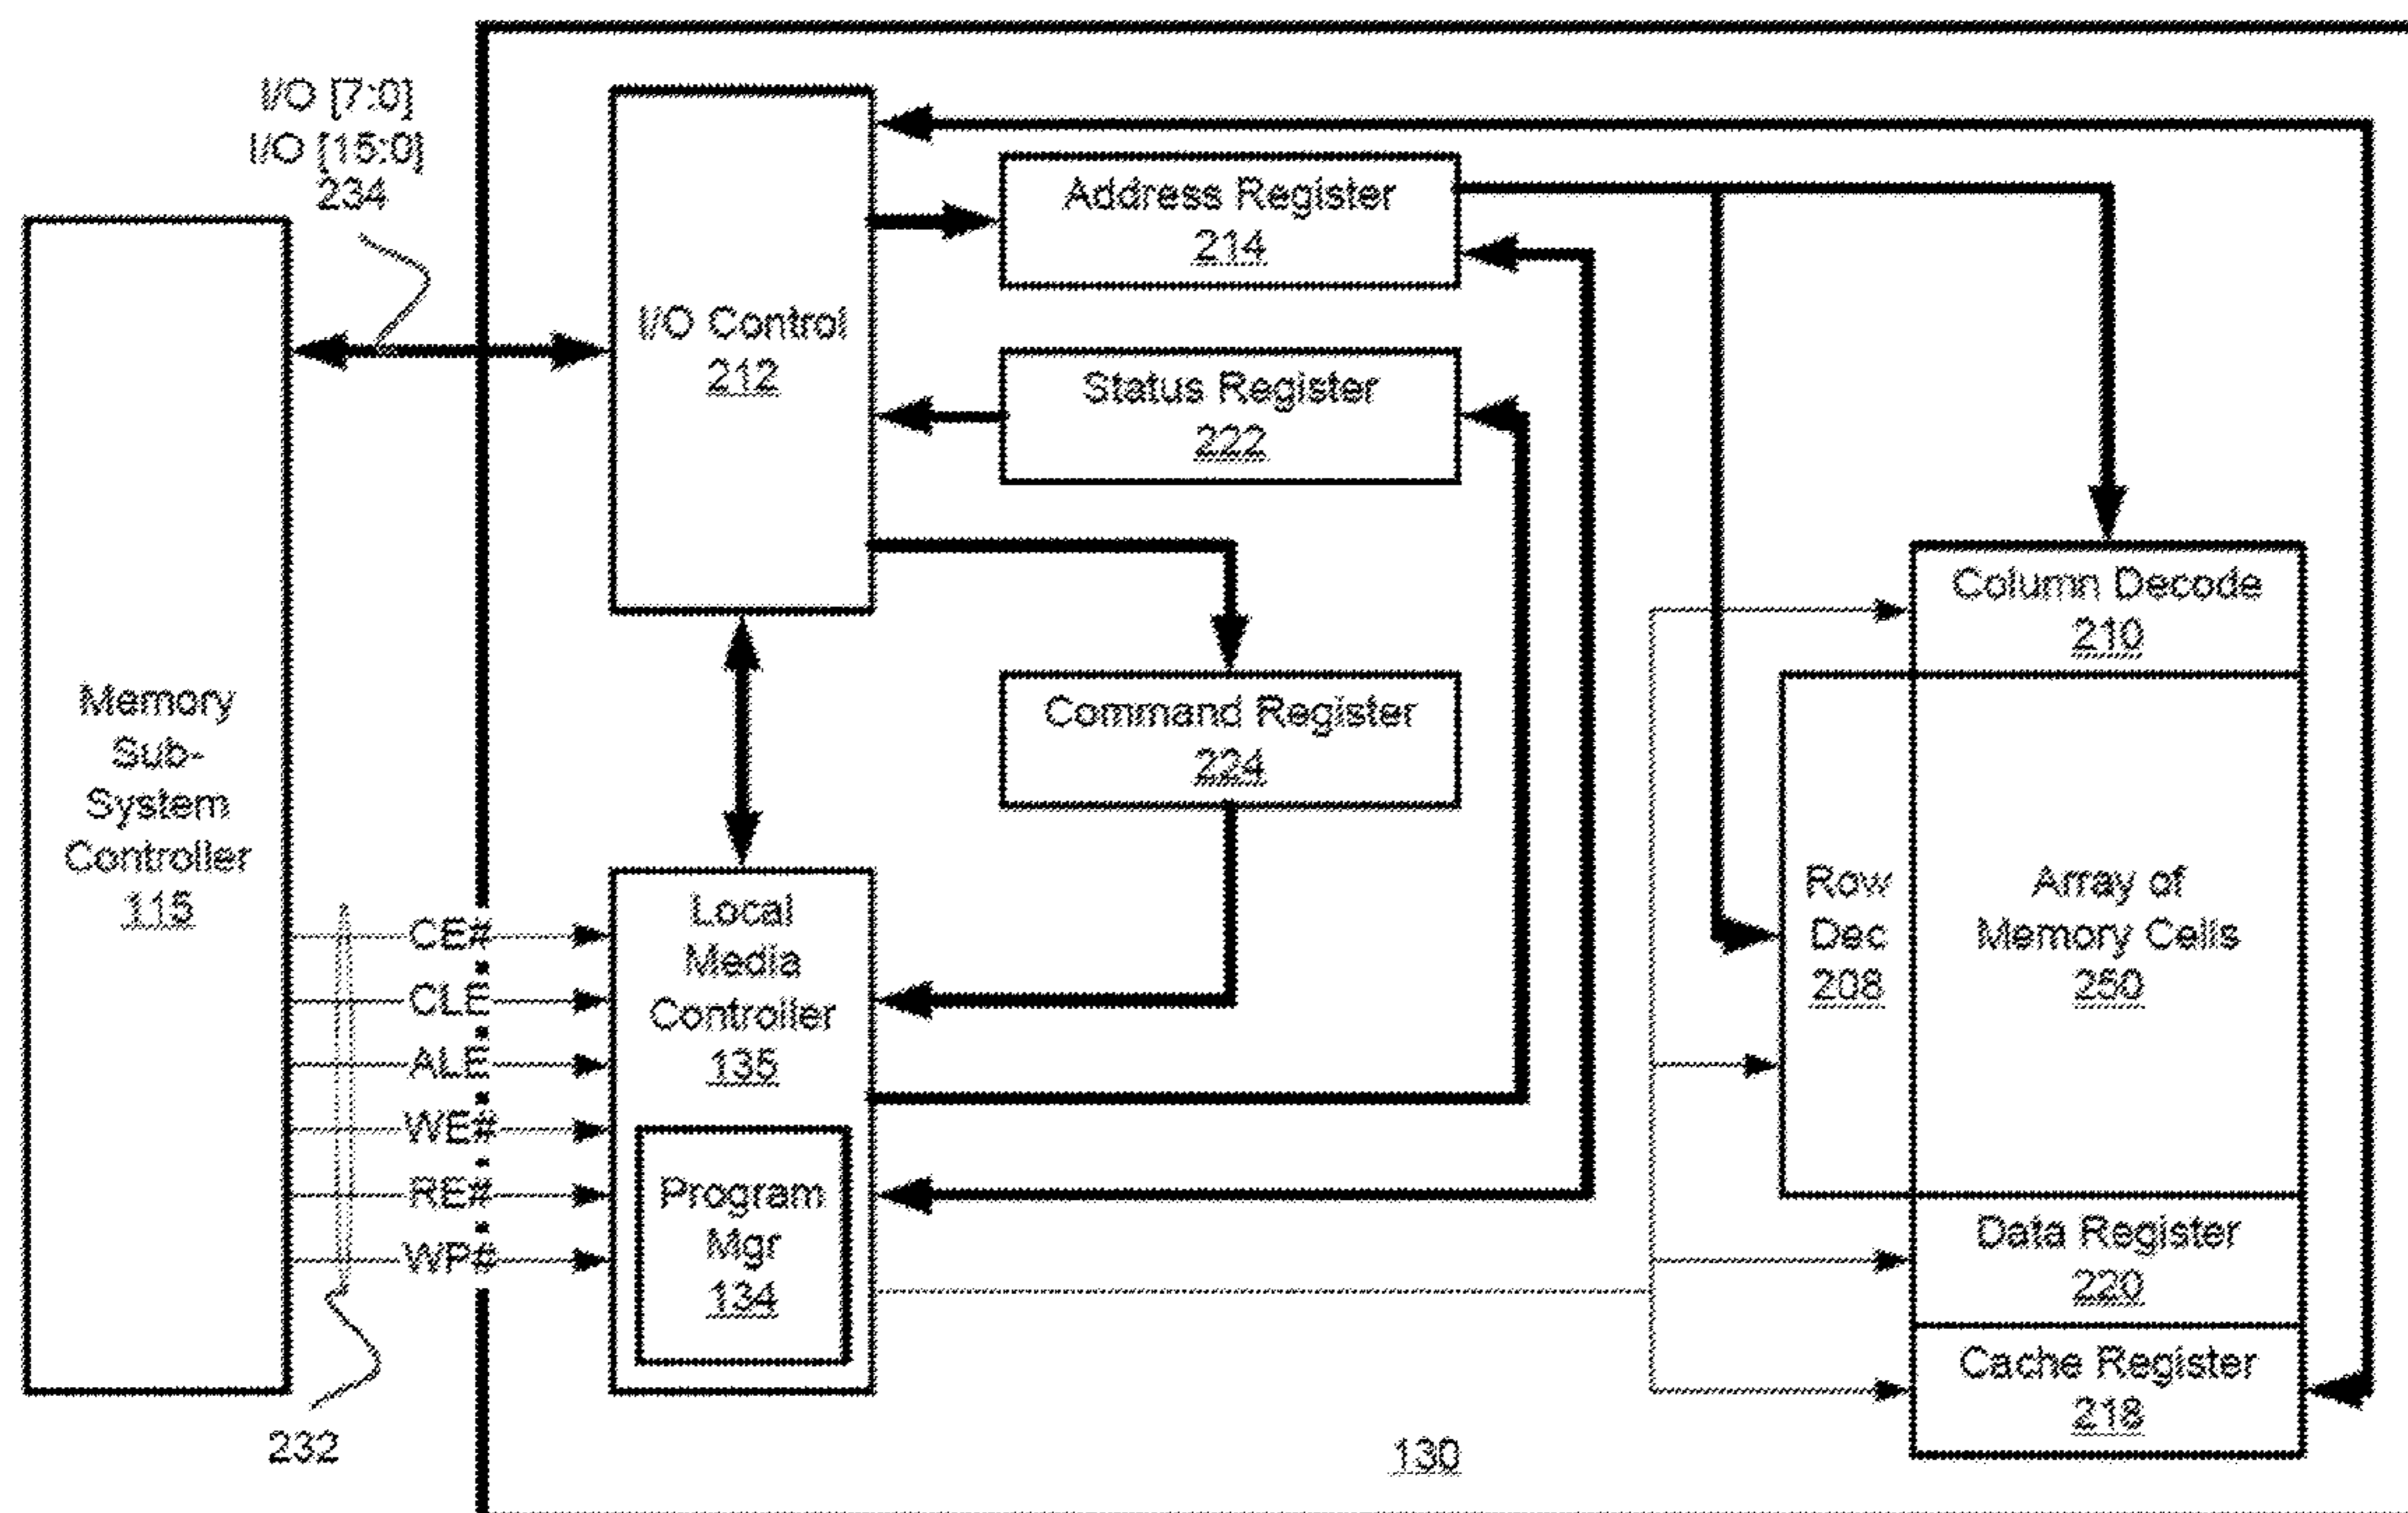 I/O [7:0]
I/O [15:0]
234
Memory
Sub-
System
Controller
115
I/O Control
212
Address Register
214
Status Register
222
Command Register
224
Local
Media
Controller
135
Program
Mgr
134
CE#
CLE
ALE
WE#
RE#
WP#
232
Column Decode
210
Row
Dec
208
Array of
Memory Cells
250
Data Register
220
Cache Register
218
130